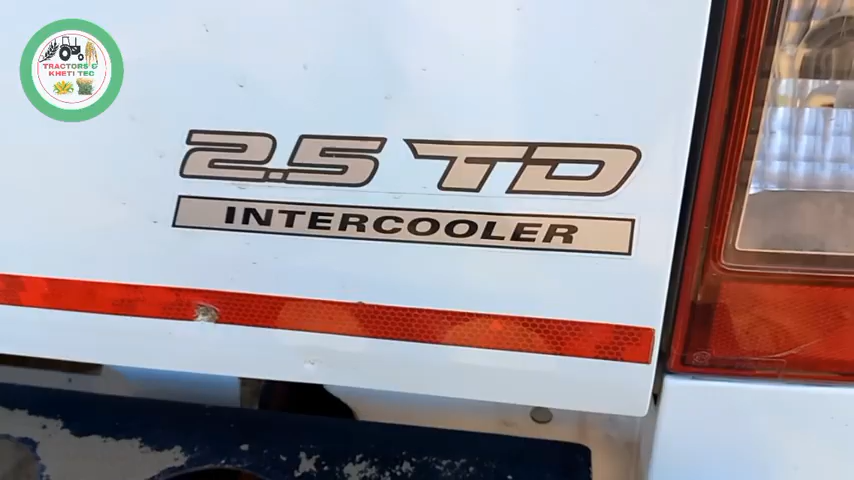 TRACTORS &
KHETI TEC
2.5 TD
INTERCOOLER